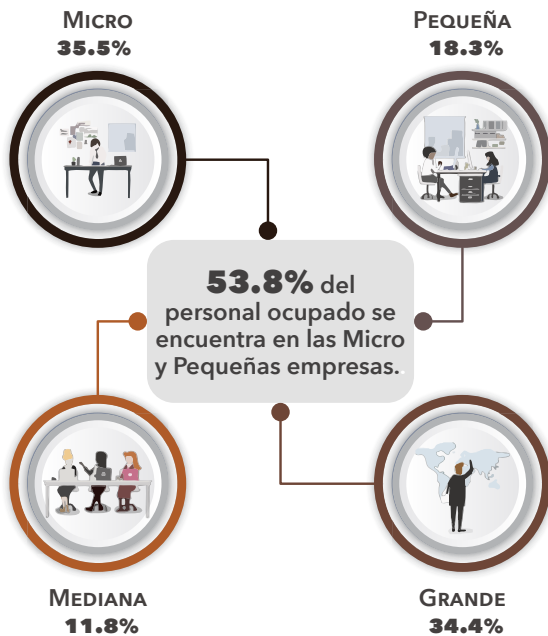 MICRO
35.5%
PEQUEÑA
18.3%
53.8% del
personal ocupado se
encuentra en las Micro
y Pequeñas empresas.
MEDIANA
11.8%
GRANDE
34.4%